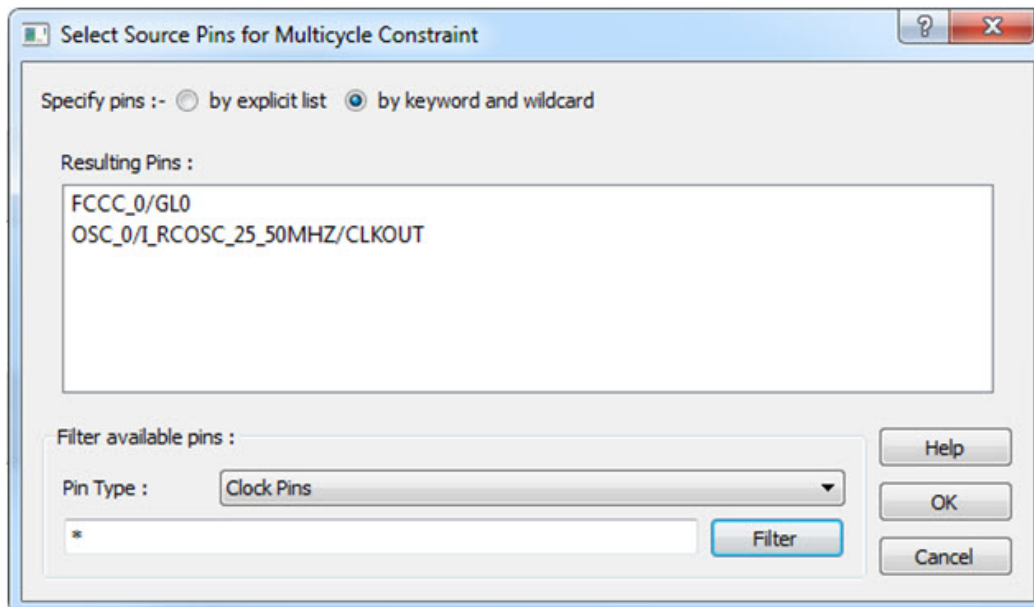 Select Source Pins for Multicycle Constraint
Specify pins :- by explicit list by keyword and wildcard
Resulting Pins :
FCCC_0/GL0
OSC_0/I_RCOSC_25_50MHZ/CLKOUT
Filter available pins :
Pin Type : Clock Pins
* Filter
Help
OK
Cancel